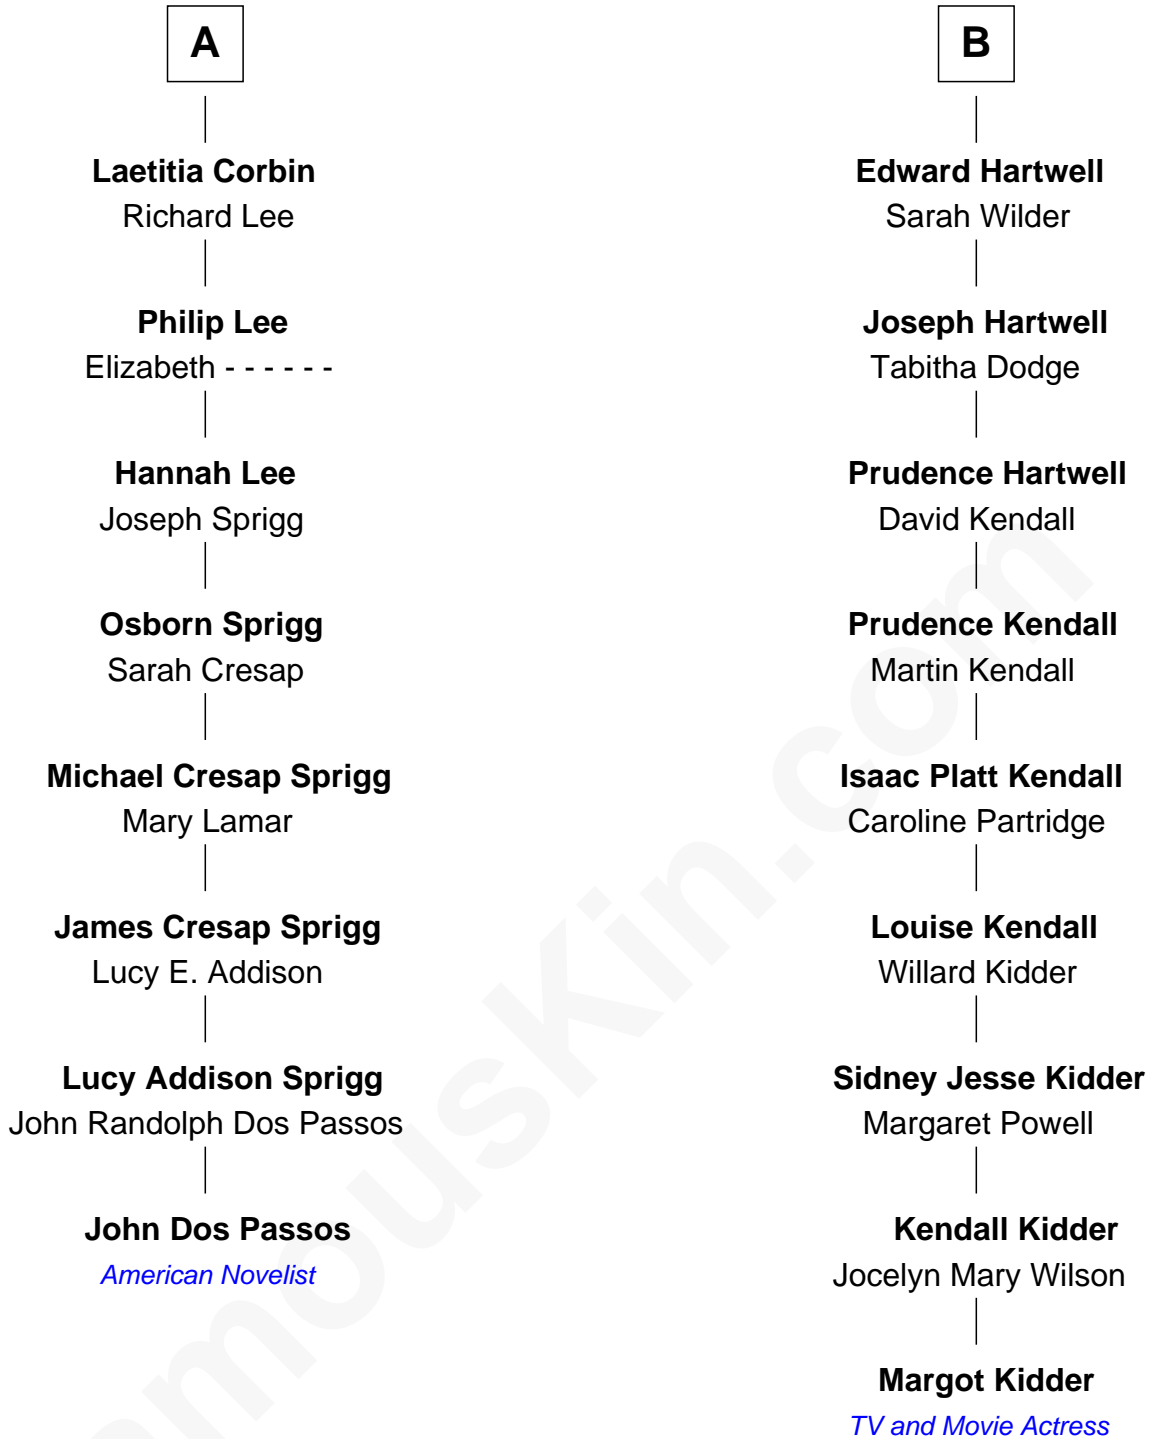 A
Laetitia Corbin
Richard Lee
Philip Lee
Elizabeth - - - - - -
Hannah Lee
Joseph Sprigg
Osborn Sprigg
Sarah Cresap
Michael Cresap Sprigg
Mary Lamar
James Cresap Sprigg
Lucy E. Addison
Lucy Addison Sprigg
John Randolph Dos Passos
John Dos Passos
American Novelist
B
Edward Hartwell
Sarah Wilder
Joseph Hartwell
Tabitha Dodge
Prudence Hartwell
David Kendall
Prudence Kendall
Martin Kendall
Isaac Platt Kendall
Caroline Partridge
Louise Kendall
Willard Kidder
Sidney Jesse Kidder
Margaret Powell
Kendall Kidder
Jocelyn Mary Wilson
Margot Kidder
TV and Movie Actress
amouskin.com